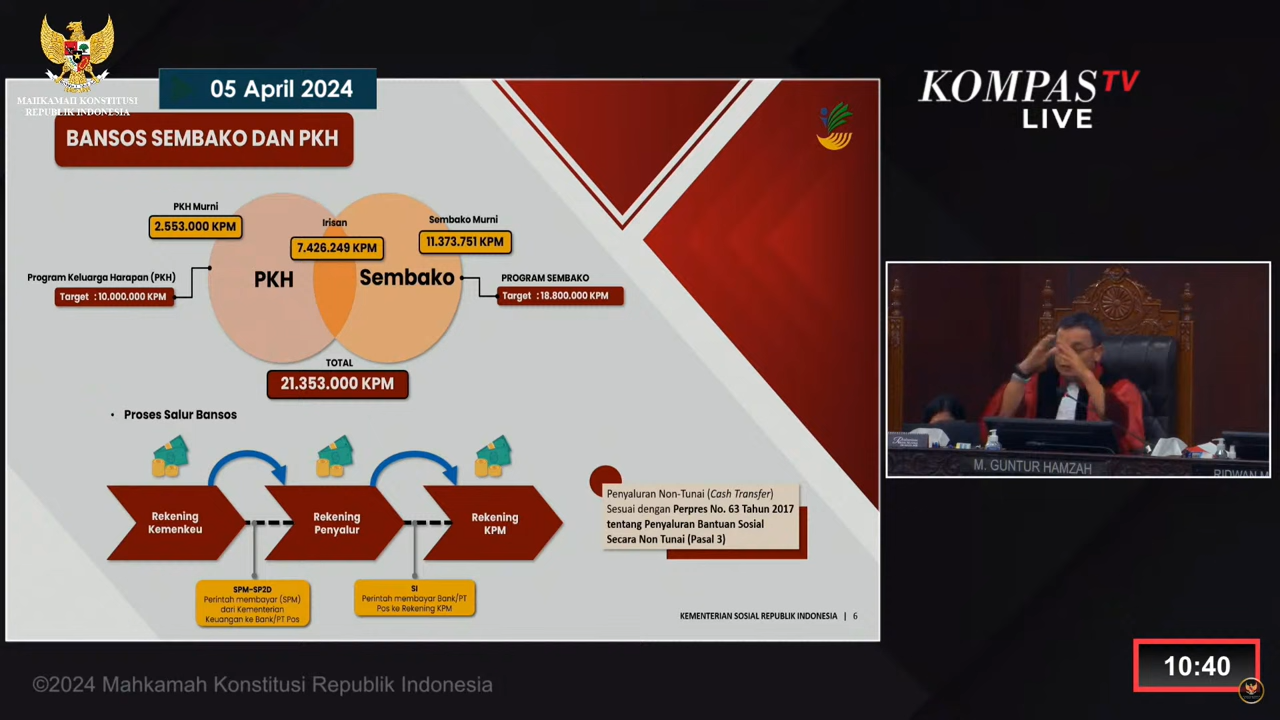 MAHKAMAH KONSTITUSI
REPUBLIK INDONESIA
05 April 2024
KOMPAS TV
LIVE
BANSOS SEMBAKO DAN PKH
PKH Murni
2.553.000 KPM
Irisan
7.426.249 KPM
Sembako Murni
11.373.751 KPM
Program Keluarga Harapan (PKH)
Target : 10.000.000 KPM
PKH
Sembako
PROGRAM SEMBAKO
Target : 18.800.000 KPM
TOTAL
21.353.000 KPM
• Proses Salur Bansos
Rekening
Kemenkeu
Rekening
Penyalur
Rekening
KPM
SPM-SP2D
Perintah membayar (SPM)
dari Kementerian
Keuangan ke Bank/PT Pos
SI
Perintah membayar Bank/PT
Pos ke Rekening KPM
Penyaluran Non-Tunai (Cash Transfer)
Sesuai dengan Perpres No. 63 Tahun 2017
tentang Penyaluran Bantuan Sosial
Secara Non Tunai (Pasal 3)
KEMENTERIAN SOSIAL REPUBLIK INDONESIA | 6
M. GUNTUR HAMZAH
RIDWAN M
10:40
©2024 Mahkamah Konstitusi Republik Indonesia